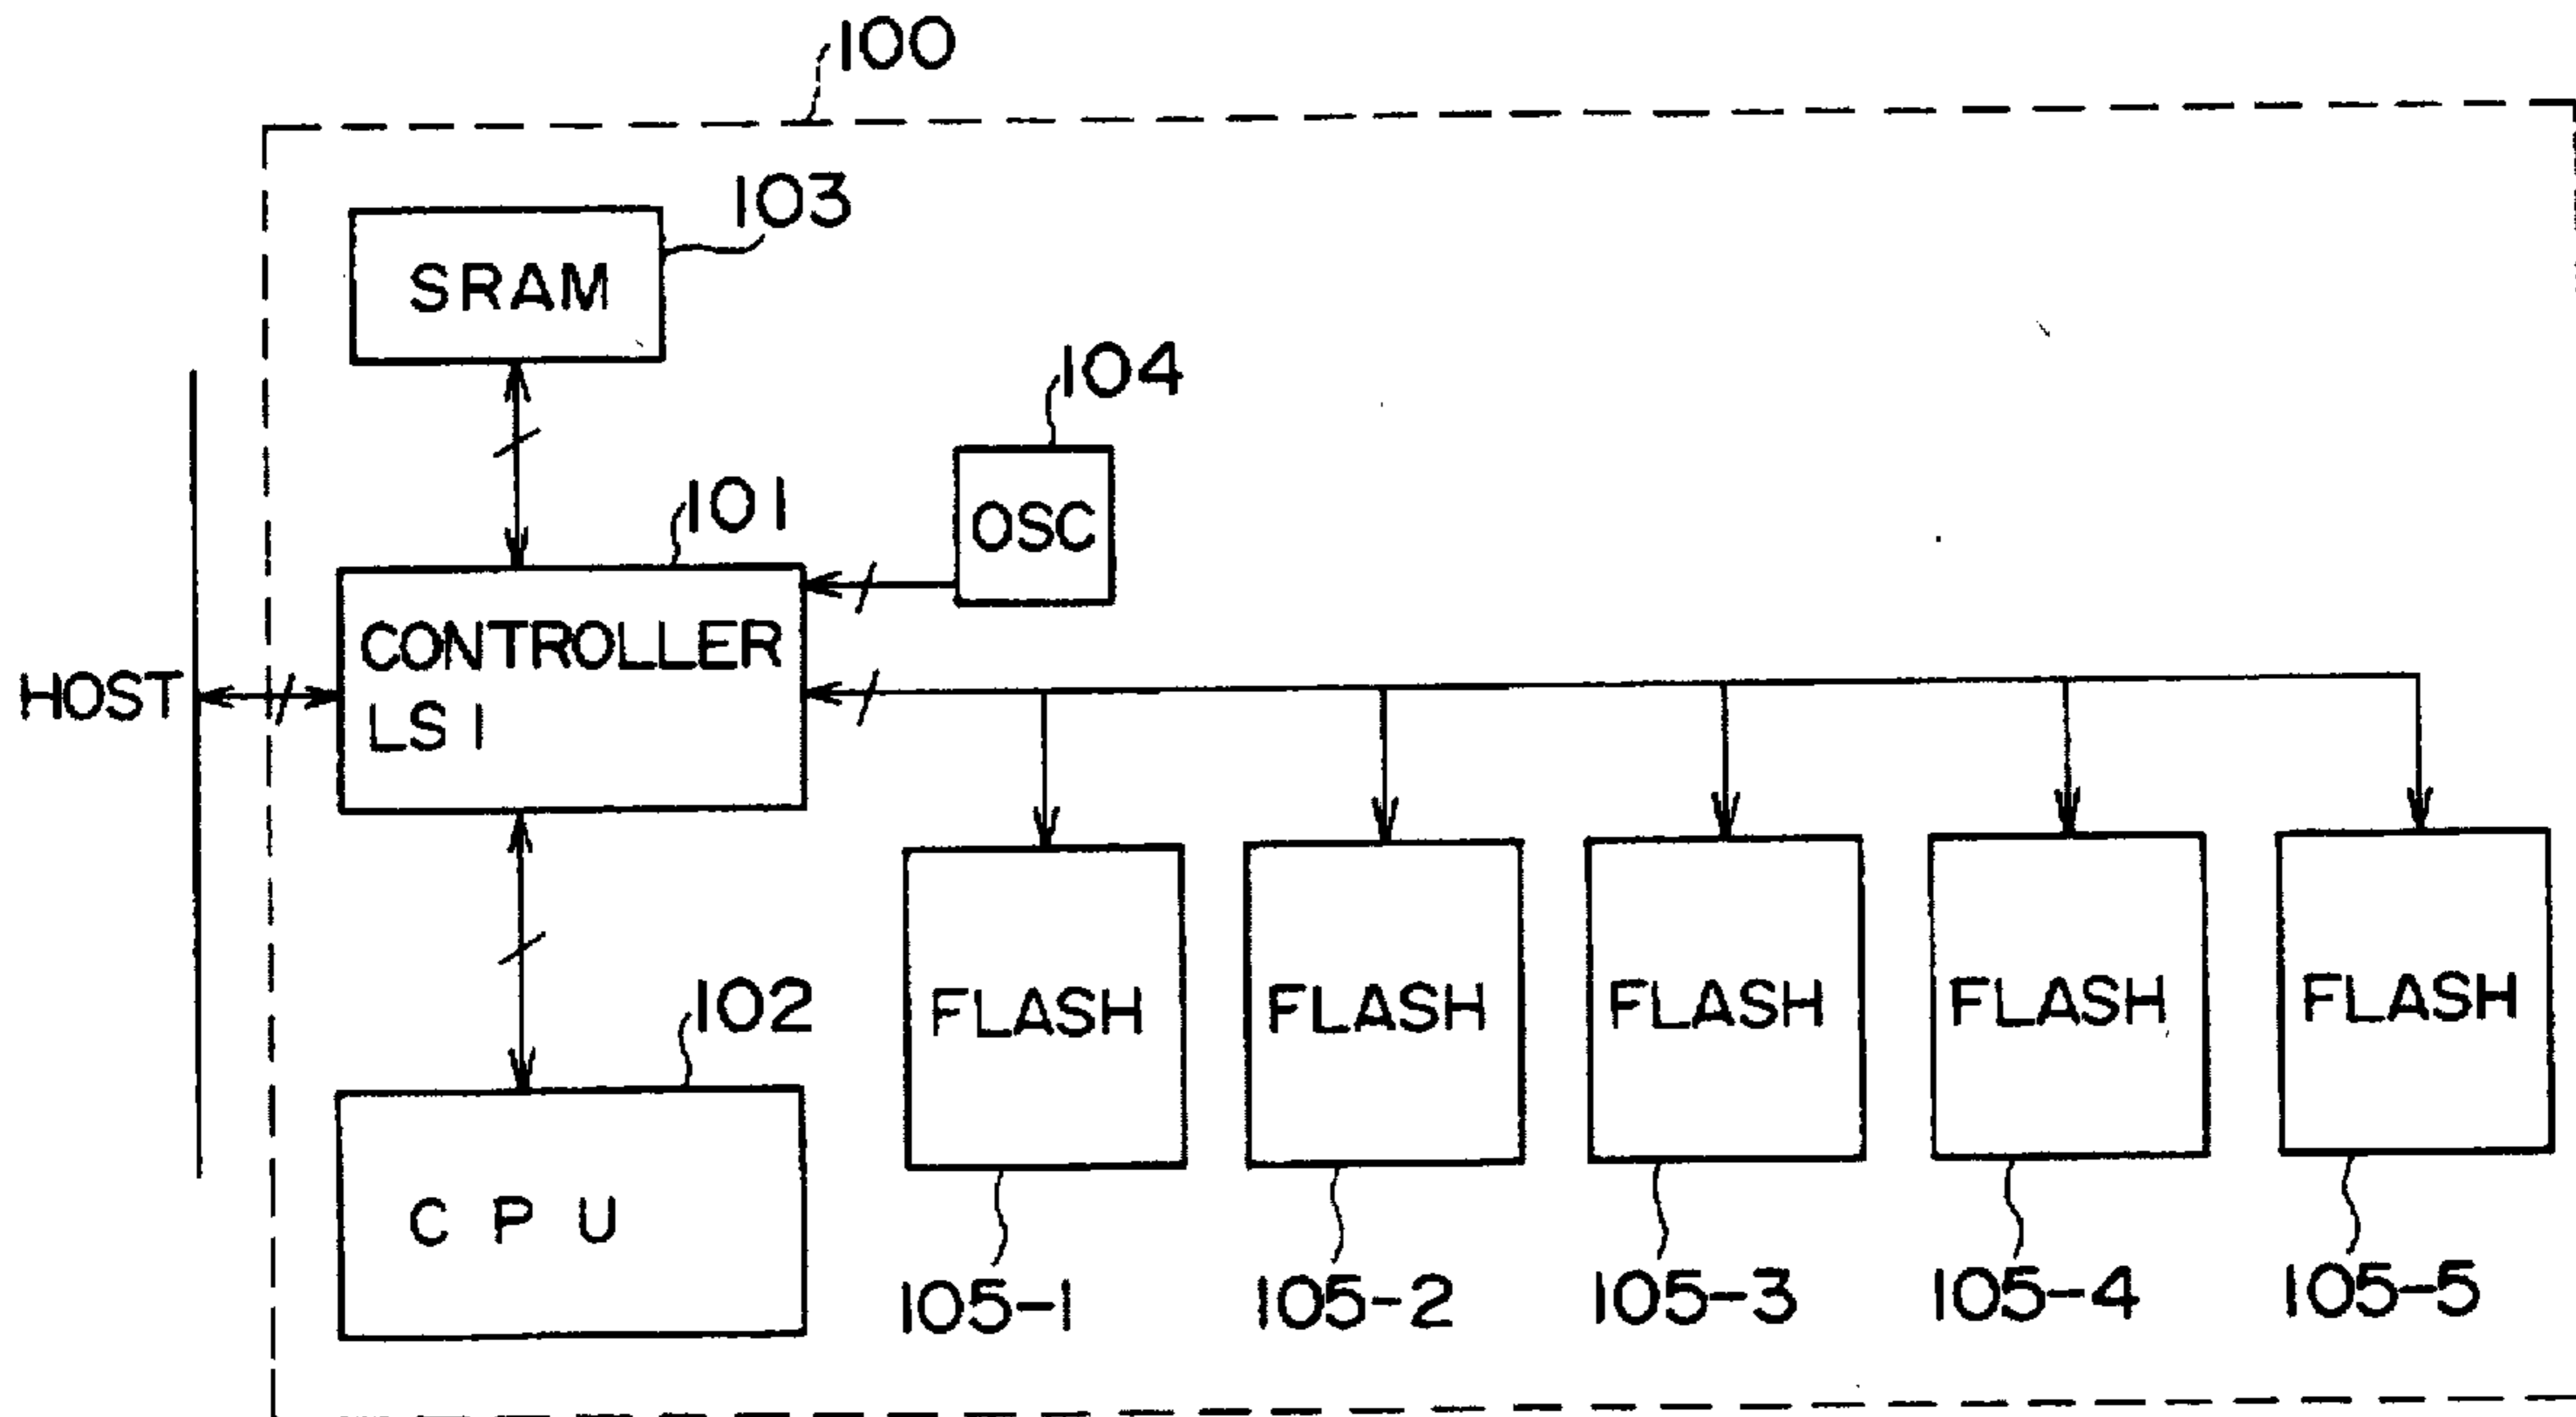 100
103
SRAM
104
OSC
101
CONTROLLER
LSI
HOST
102
CPU
FLASH
FLASH
FLASH
FLASH
FLASH
105-1
105-2
105-3
105-4
105-5